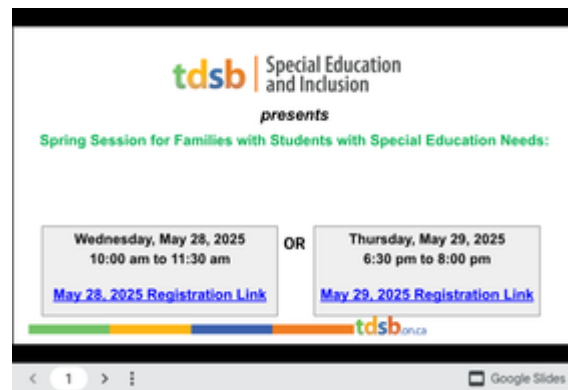 tdsb Special Education
and Inclusion
presents
Spring Session for Families with Students with Special Education Needs:
Wednesday, May 28, 2025
10:00 am to 11:30 am
May 28, 2025 Registration Link
OR
Thursday, May 29, 2025
6:30 pm to 8:00 pm
May 29, 2025 Registration Link
tdsb.on.ca
1
Google Slides